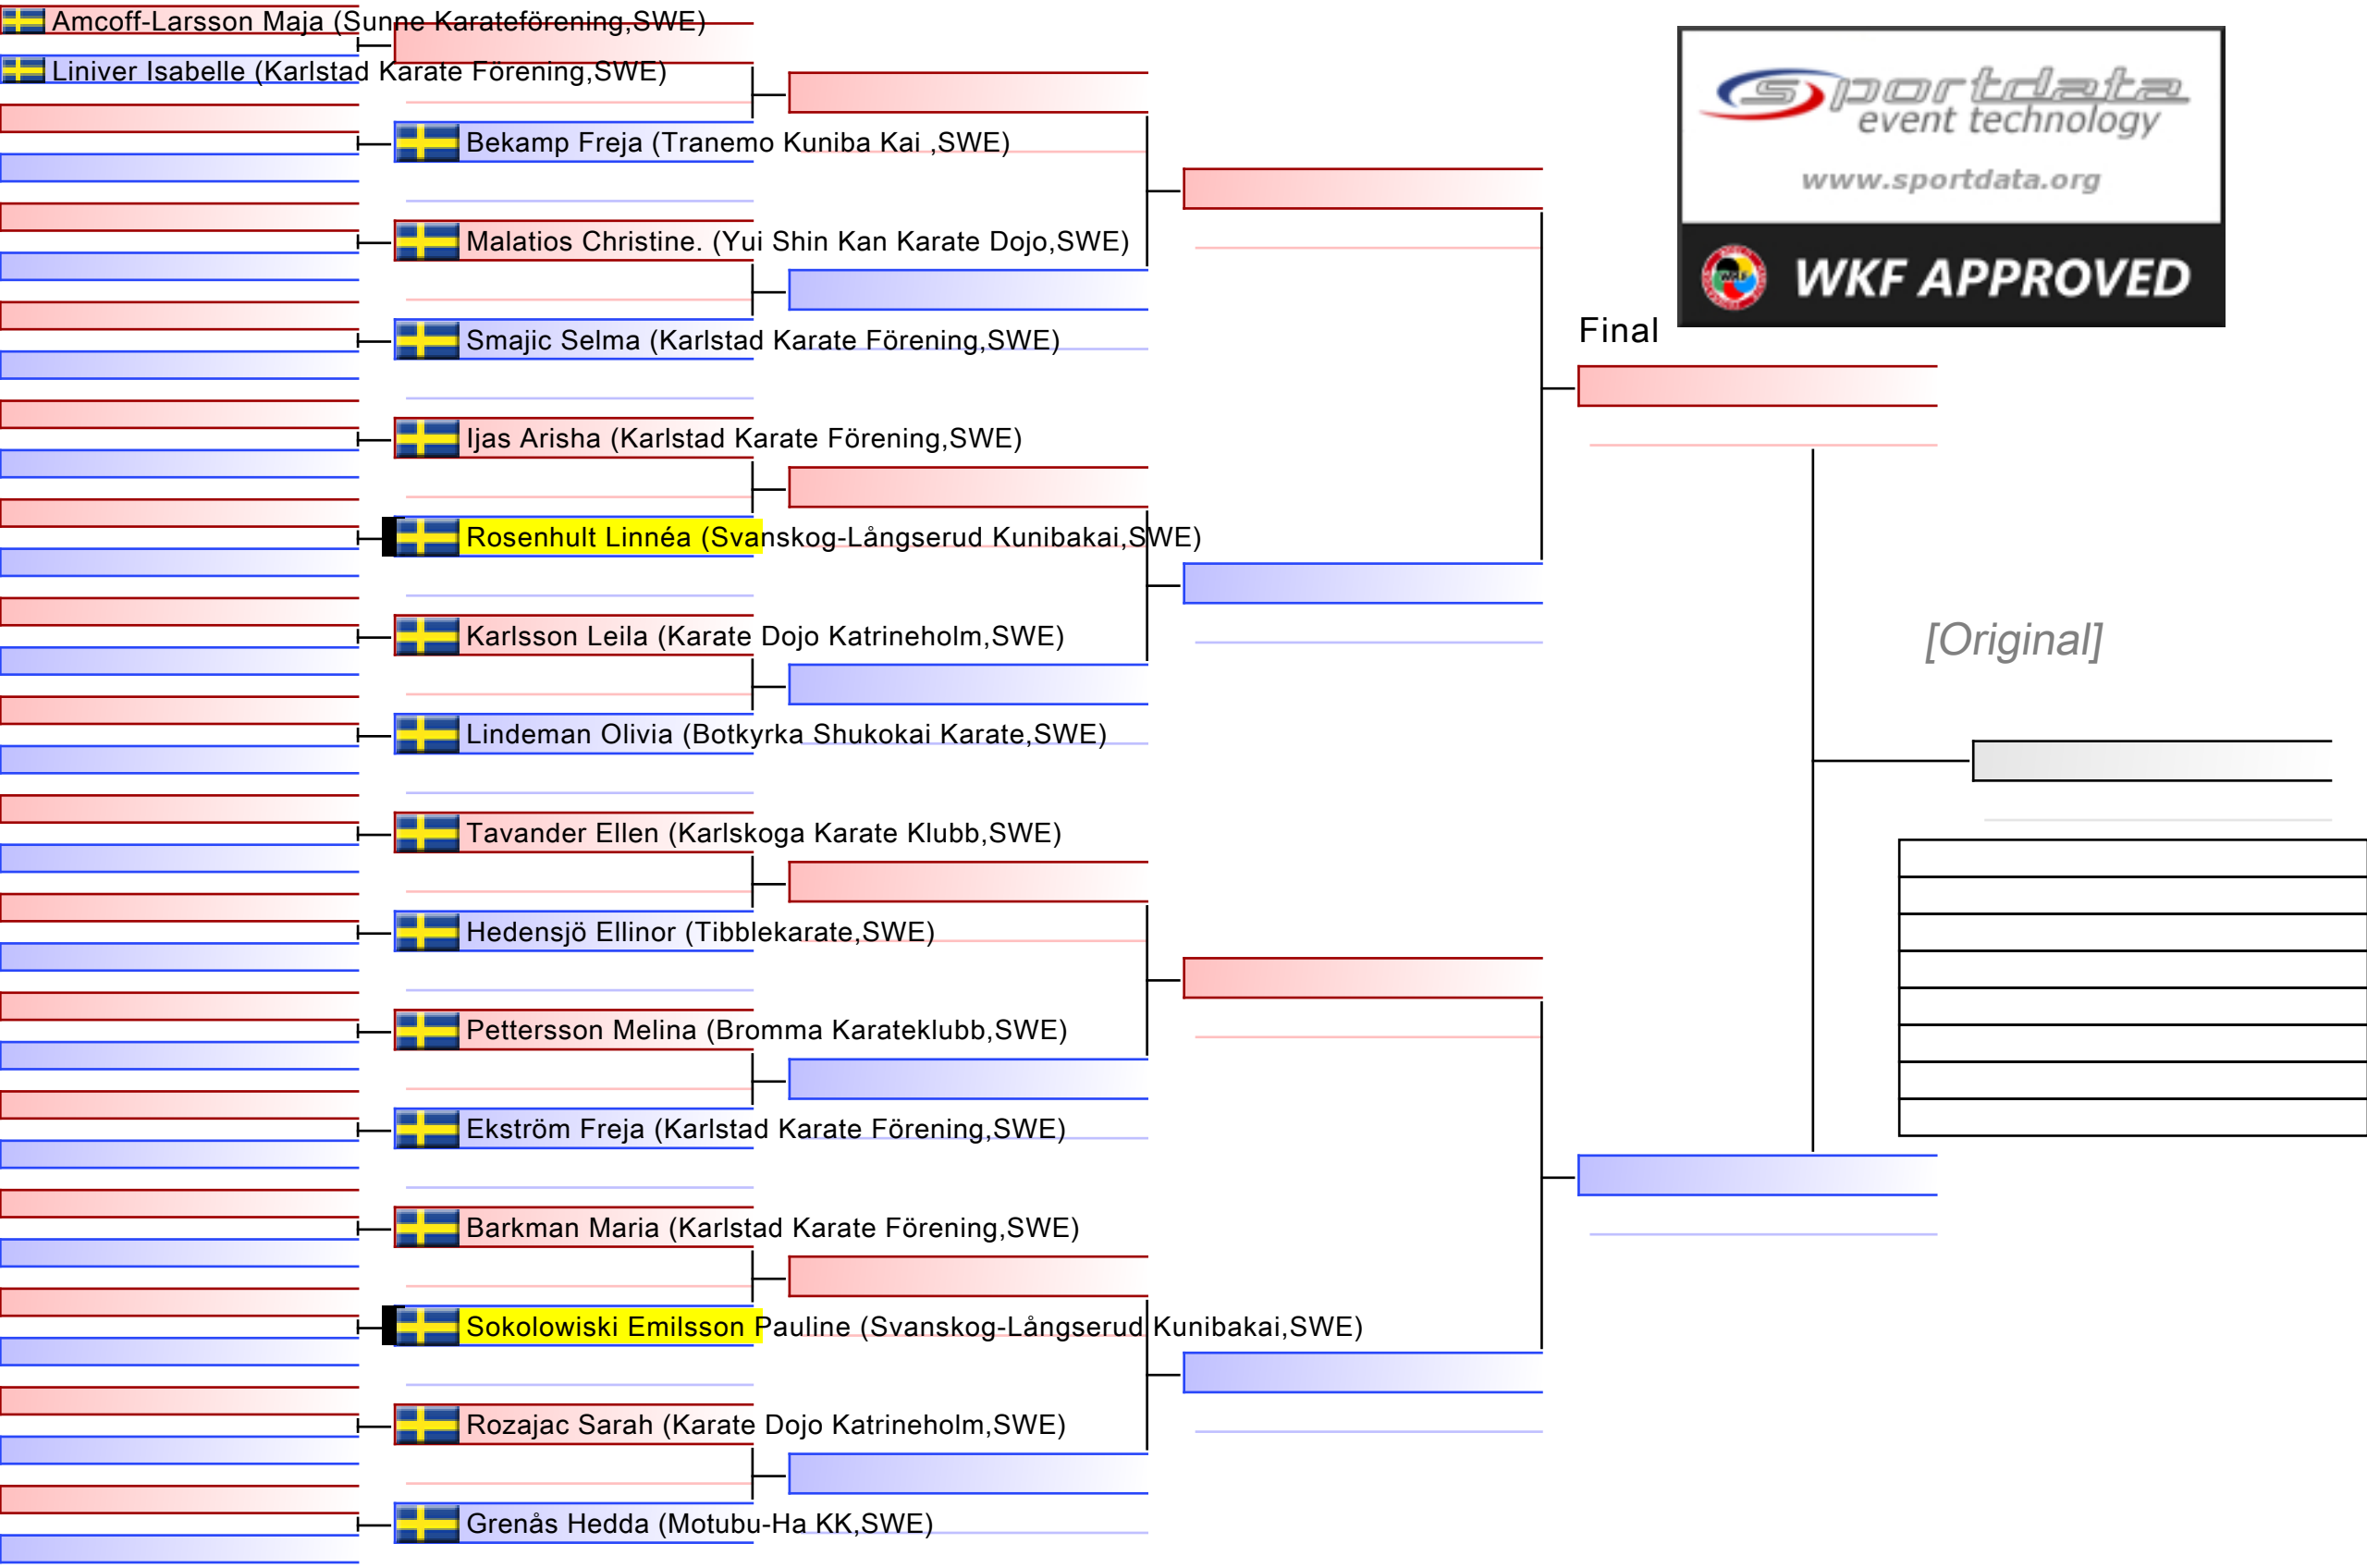 Amcoff-Larsson Maja (Sunne Karateförening,SWE)
Liniver Isabelle (Karlstad Karate Förening,SWE)
Bekamp Freja (Tranemo Kuniba Kai ,SWE)
Malatios Christine. (Yui Shin Kan Karate Dojo,SWE)
Smajic Selma (Karlstad Karate Förening,SWE)
Ijas Arisha (Karlstad Karate Förening,SWE)
Rosenhult Linnéa (Svanskog-Långserud Kunibakai,SWE)
Karlsson Leila (Karate Dojo Katrineholm,SWE)
Lindeman Olivia (Botkyrka Shukokai Karate,SWE)
Tavander Ellen (Karlskoga Karate Klubb,SWE)
Hedensjö Ellinor (Tibblekarate,SWE)
Pettersson Melina (Bromma Karateklubb,SWE)
Ekström Freja (Karlstad Karate Förening,SWE)
Barkman Maria (Karlstad Karate Förening,SWE)
Sokolowiski Emilsson Pauline (Svanskog-Långserud Kunibakai,SWE)
Rozajac Sarah (Karate Dojo Katrineholm,SWE)
Grenås Hedda (Motubu-Ha KK,SWE)
sportdata
event technology
www.sportdata.org
WKF
WKF APPROVED
Final
[Original]